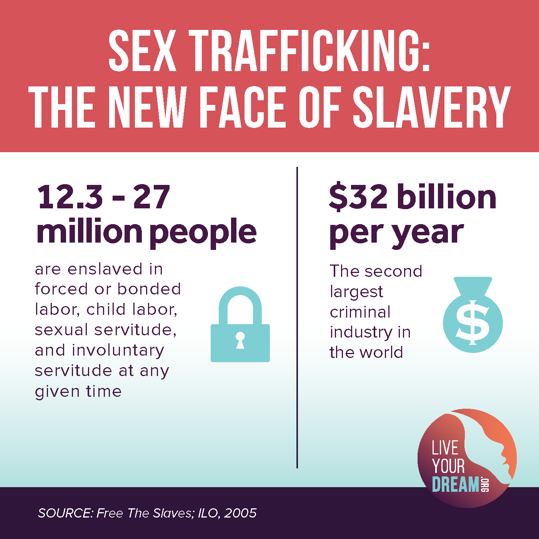 SEX TRAFFICKING:
THE NEW FACE OF SLAVERY
12.3 - 27
million people
are enslaved in
forced or bonded
labor, child labor,
sexual servitude,
and involuntary
servitude at any
given time
$32 billion
per year
The second
largest
criminal
industry in
the world
$
LIVE
YOUR
DREAM.ORG
SOURCE: Free The Slaves; ILO, 2005